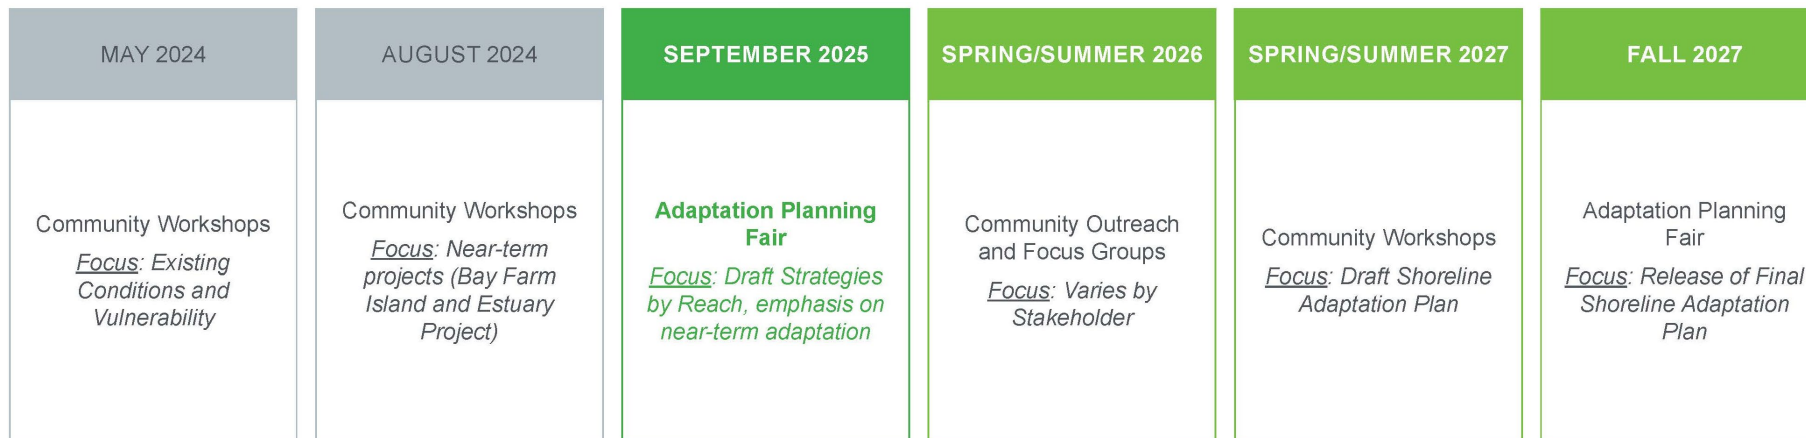 MAY 2024
Community Workshops
Focus: Existing
Conditions and
Vulnerability
AUGUST 2024
Community Workshops
Focus: Near-term
projects (Bay Farm
Island and Estuary
Project)
SEPTEMBER 2025
Adaptation Planning
Fair
Focus: Draft Strategies
by Reach, emphasis on
near-term adaptation
SPRING/SUMMER 2026
Community Outreach
and Focus Groups
Focus: Varies by
Stakeholder
SPRING/SUMMER 2027
Community Workshops
Focus: Draft Shoreline
Adaptation Plan
FALL 2027
Adaptation Planning
Fair
Focus: Release of Final
Shoreline Adaptation
Plan